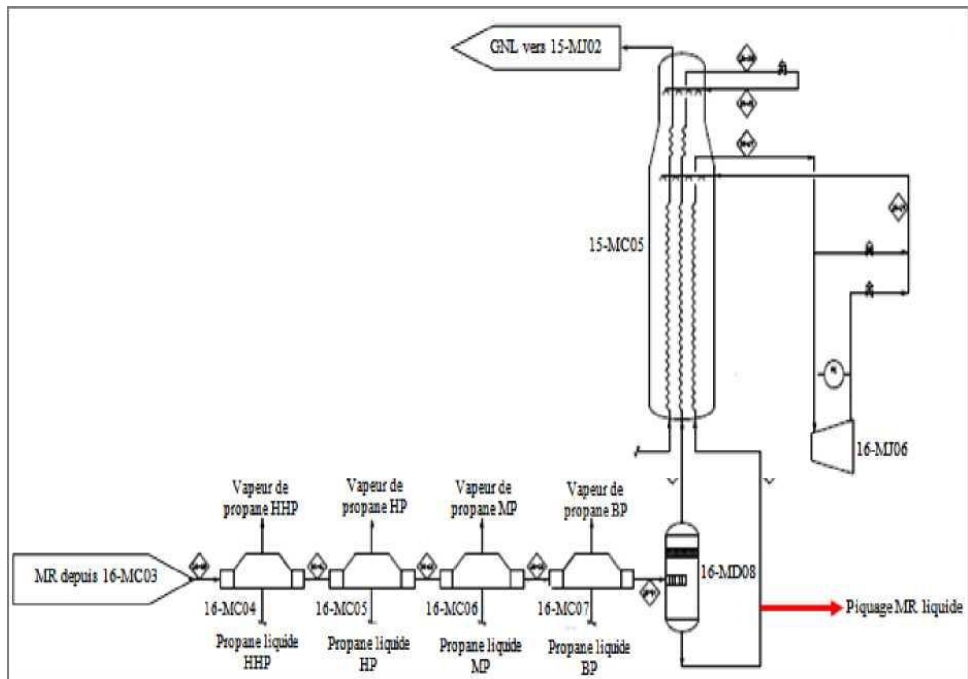 GNL vers 15-MJ02
15-MC05
16-MJ06
Vapeur de
propane HHP
Vapeur de
propane HP
Vapeur de
propane MP
Vapeur de
propane BP
MR depuis 16-MC03
16-MC04
16-MC05
16-MC06
16-MC07
16-MD08
Propane liquide
HHP
Propane liquide
HP
Propane liquide
MP
Propane liquide
BP
Piquage MR liquide